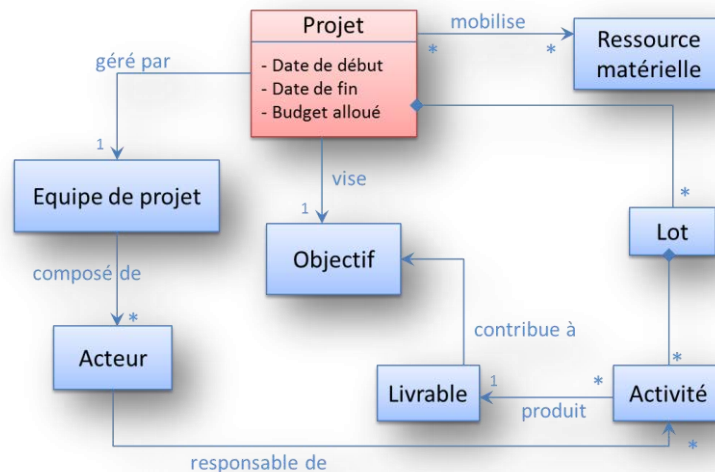 Projet
- Date de début
- Date de fin
- Budget alloué
mobilise
*
*
Ressource
matérielle
géré par
1
Equipe de projet
vise
1
Objectif
*
Lot
composé de
*
Acteur
contribue à
Livrable
1
produit
*
*
Activité
*
responsable de